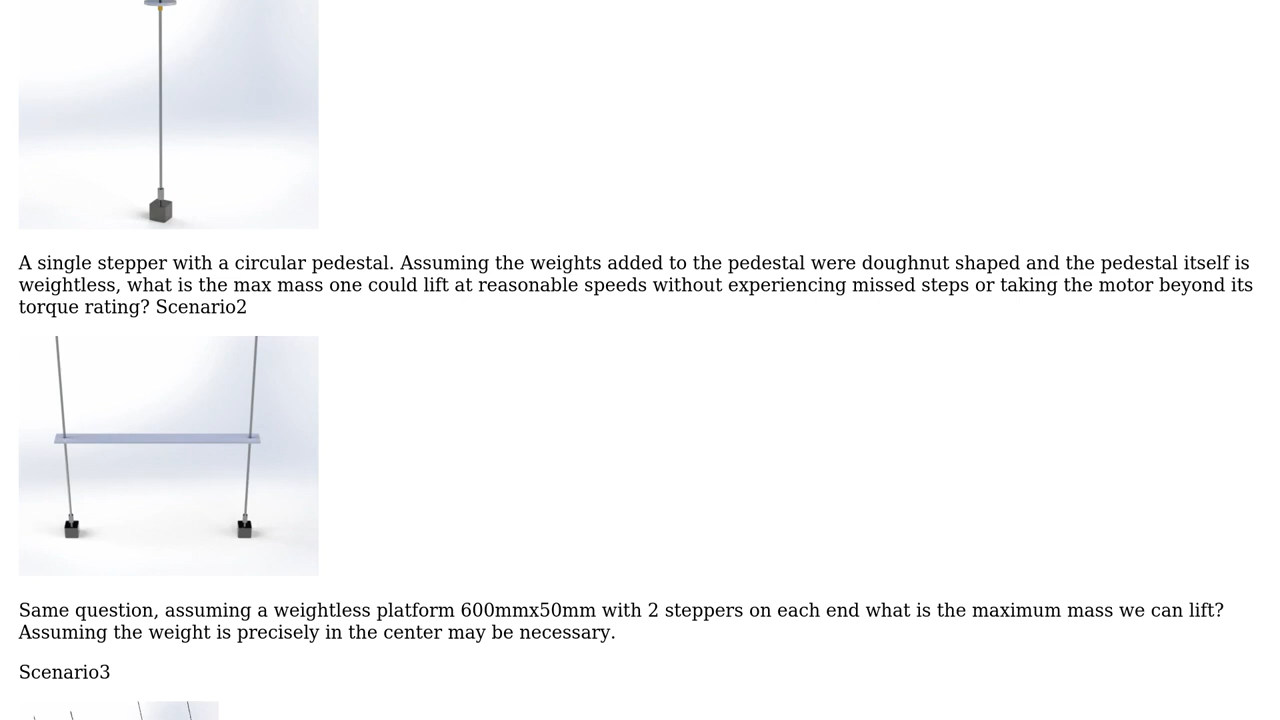 A single stepper with a circular pedestal. Assuming the weights added to the pedestal were doughnut shaped and the pedestal itself is
weightless, what is the max mass one could lift at reasonable speeds without experiencing missed steps or taking the motor beyond its
torque rating? Scenario2
Same question, assuming a weightless platform 600mmx50mm with 2 steppers on each end what is the maximum mass we can lift?
Assuming the weight is precisely in the center may be necessary.
Scenario3